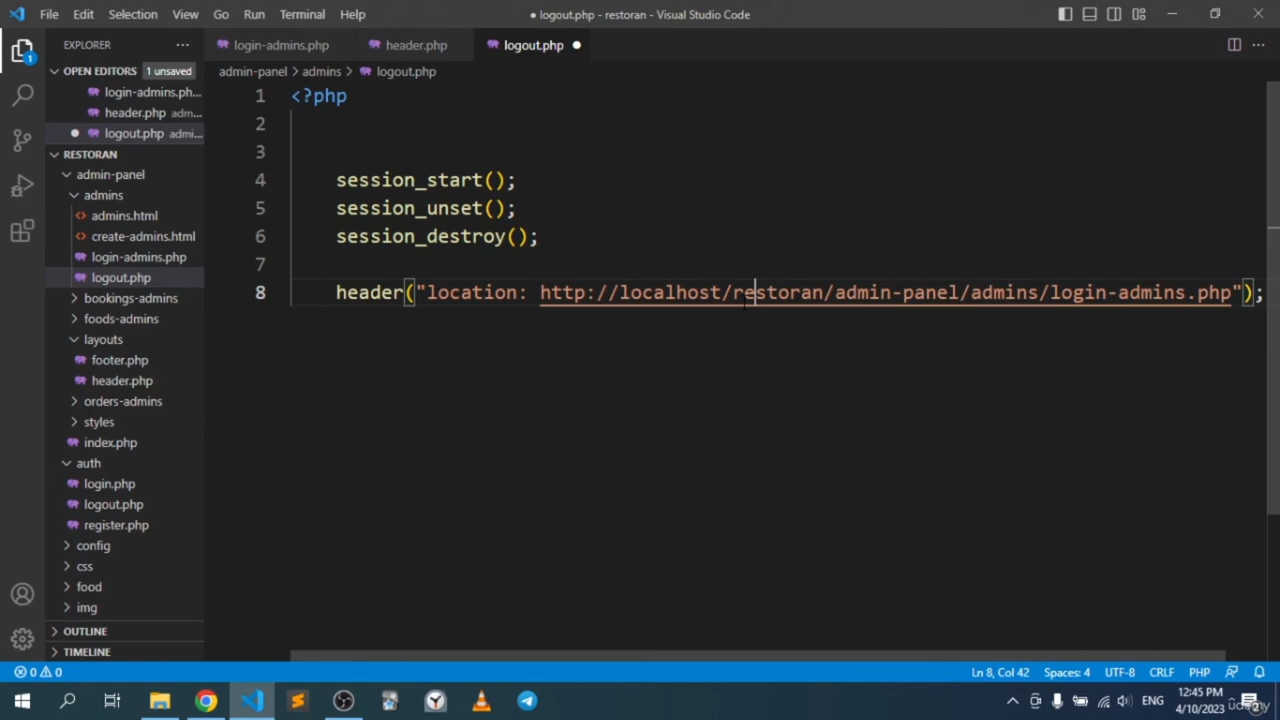 File Edit Selection View Go Run Terminal Help
● logout.php - restoran - Visual Studio Code
EXPLORER
login-admins.php
header.php
logout.php
OPEN EDITORS 1 unsaved
admin-panel > admins > logout.php
login-admins.ph...
header.php adm...
logout.php admi...
RESTORAN
admin-panel
admins
admins.html
create-admins.html
login-admins.php
logout.php
bookings-admins
foods-admins
layouts
footer.php
header.php
orders-admins
styles
index.php
auth
login.php
logout.php
register.php
config
css
food
img
OUTLINE
TIMELINE
1 <?php
2
3
4 session_start();
5 session_unset();
6 session_destroy();
7
8 header("location: http://localhost/restoran/admin-panel/admins/login-admins.php");
1
0 0
Ln 8, Col 42 Spaces: 4 UTF-8 CRLF PHP
ENG
12:45 PM
4/10/2023
udemy